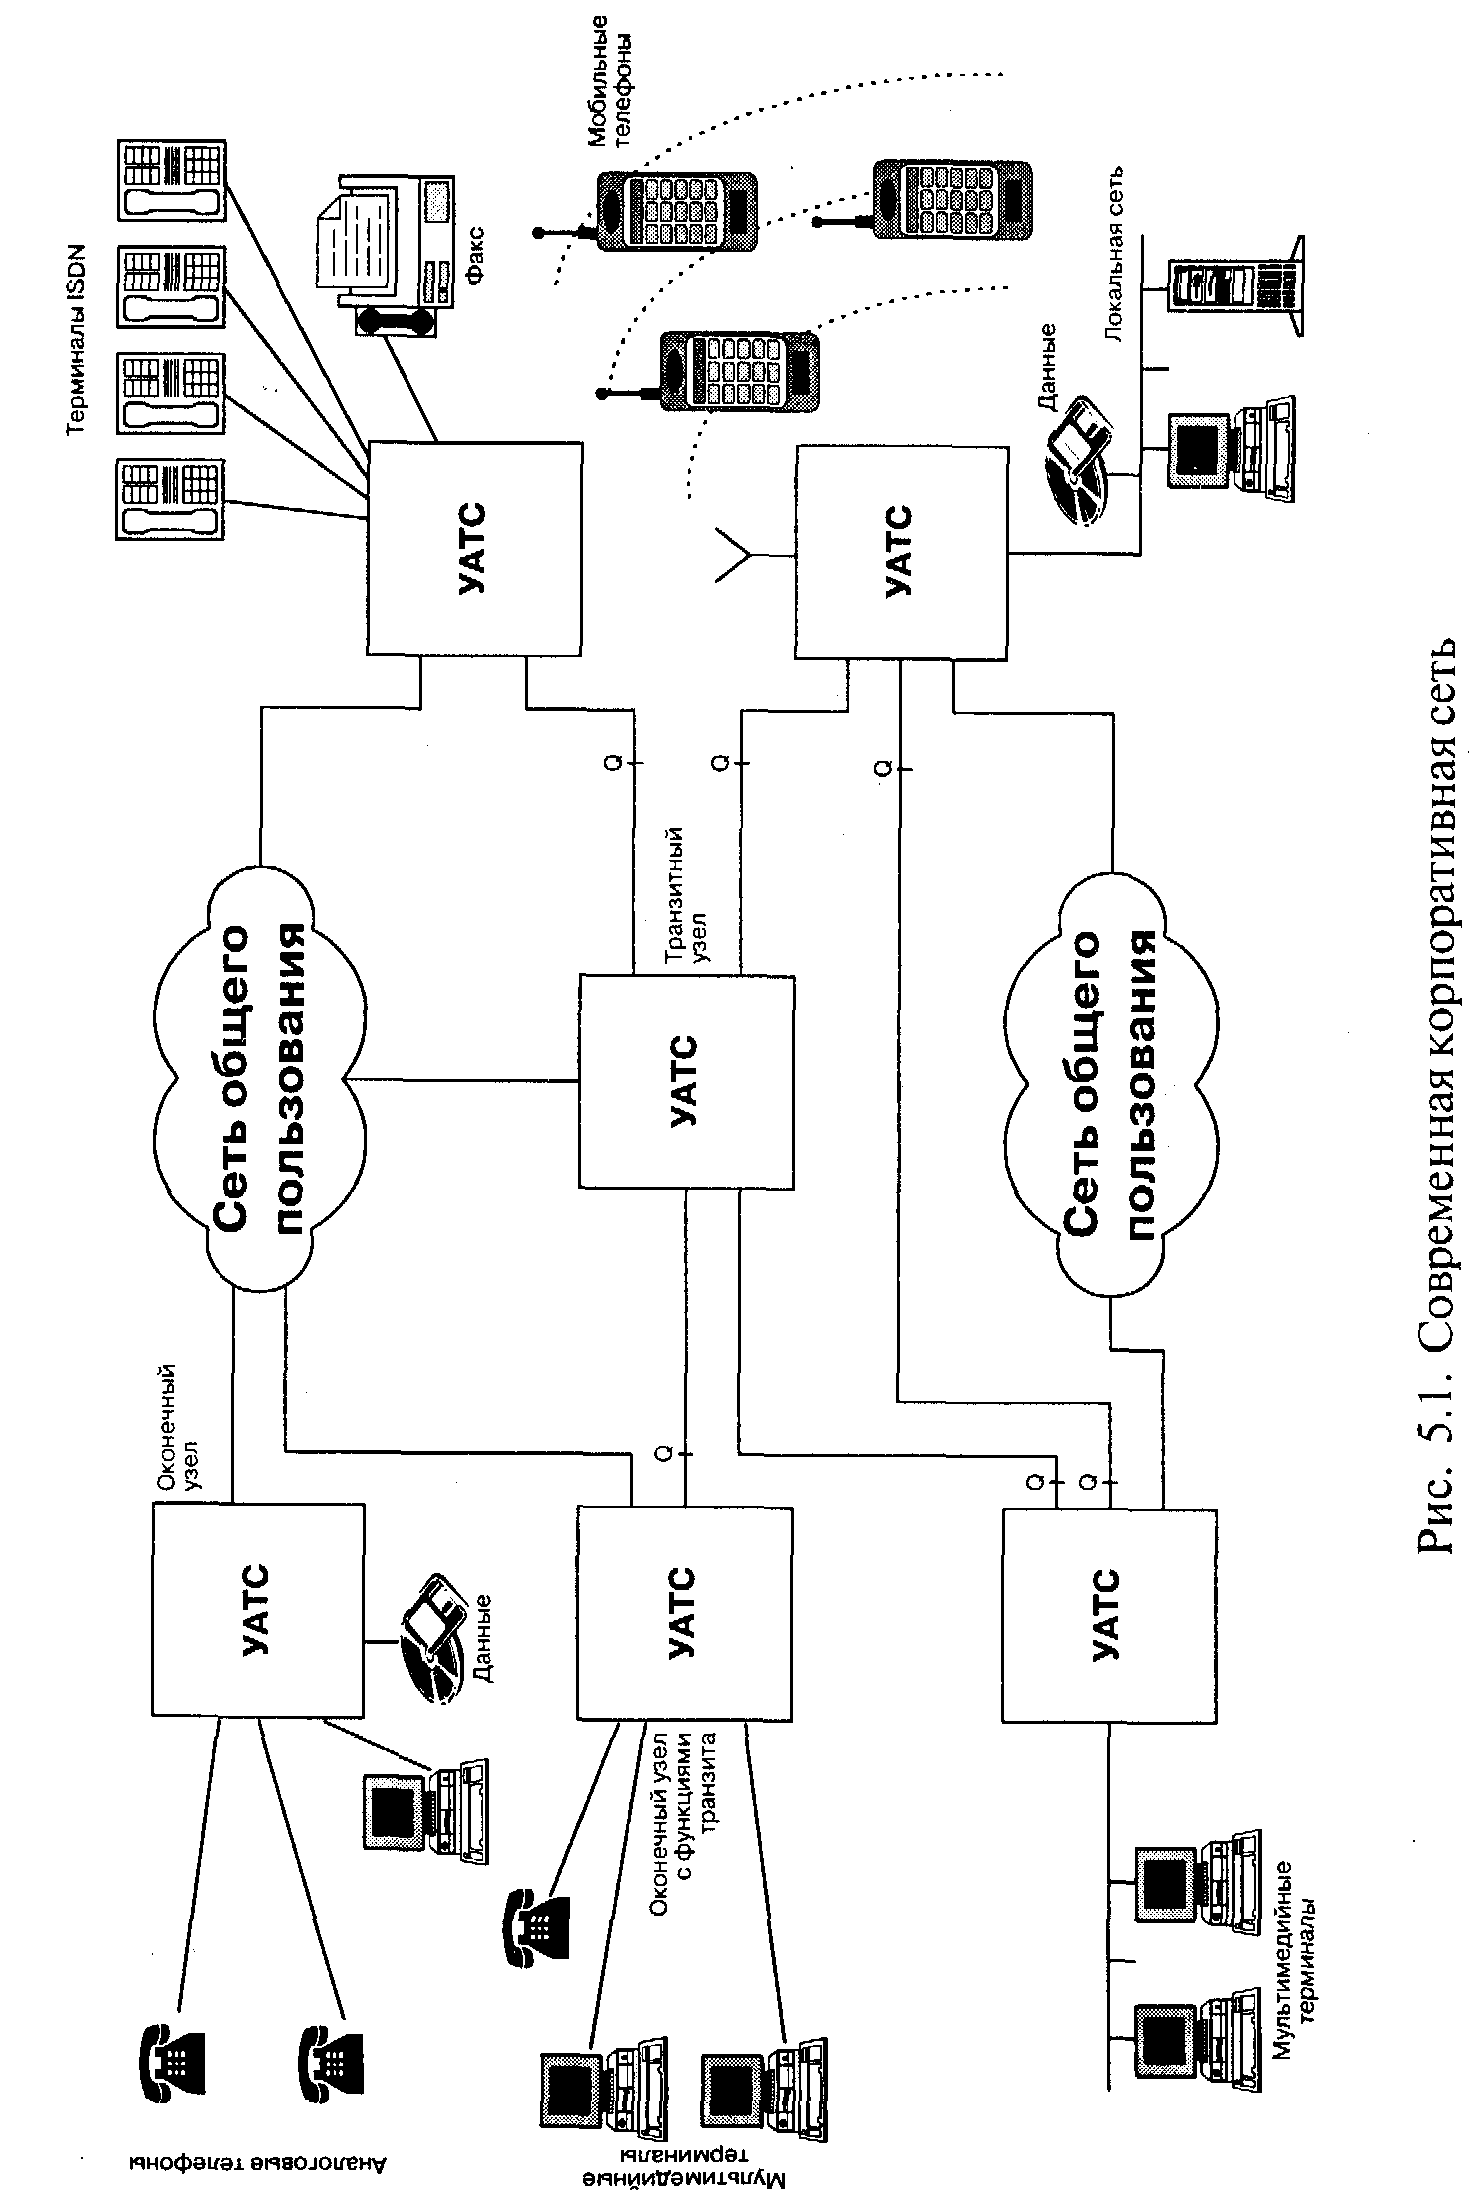 Аналоговые телефоны
УАТС
Оконечный
узел
Данные
Сеть общего
пользования
Терминалы ISDN
УАТС
Факс
Мобильные
телефоны
Мультимедийные
терминалы
Оконечный узел
с функциями
транзита
УАТС
Q
УАТС
Транзитный
узел
Q
Q
Q
УАТС
Данные
Локальная сеть
Мультимедийные
терминалы
УАТС
Q
Q
Сеть общего
пользования
Рис. 5.1. Современная корпоративная сеть